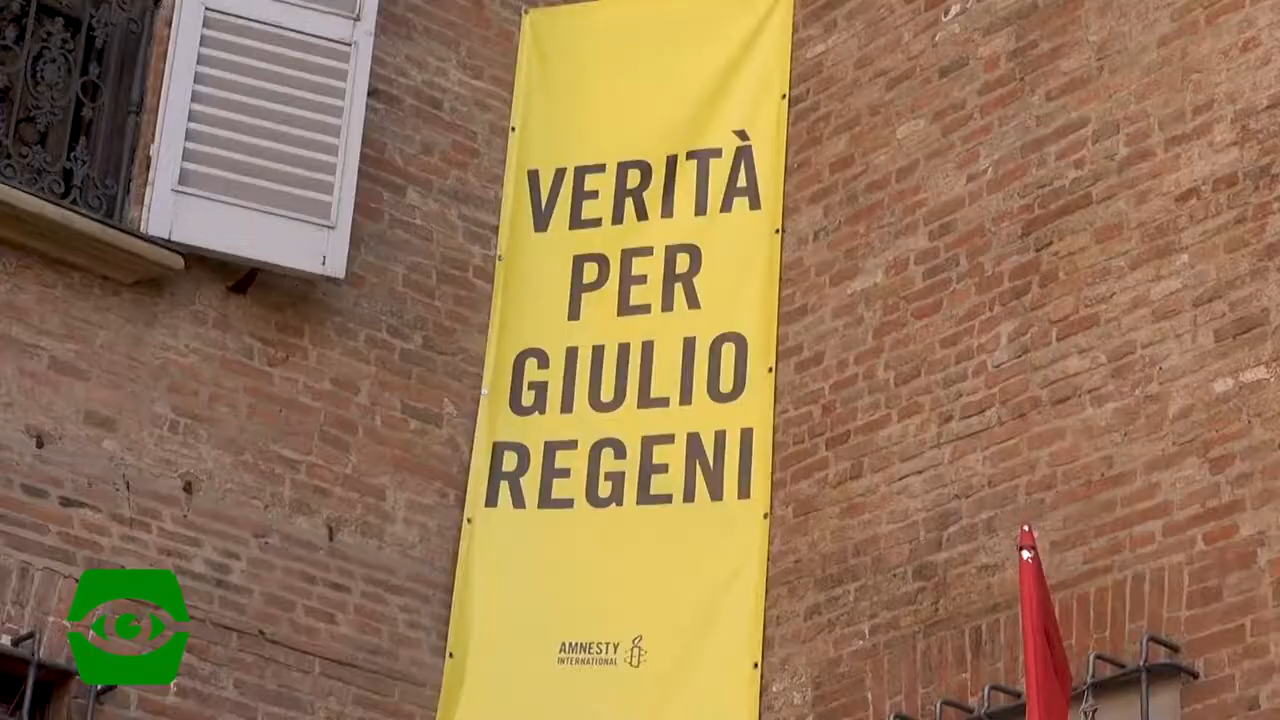 VERITÀ
PER
GIULIO
REGENI
AMNESTY
INTERNATIONAL